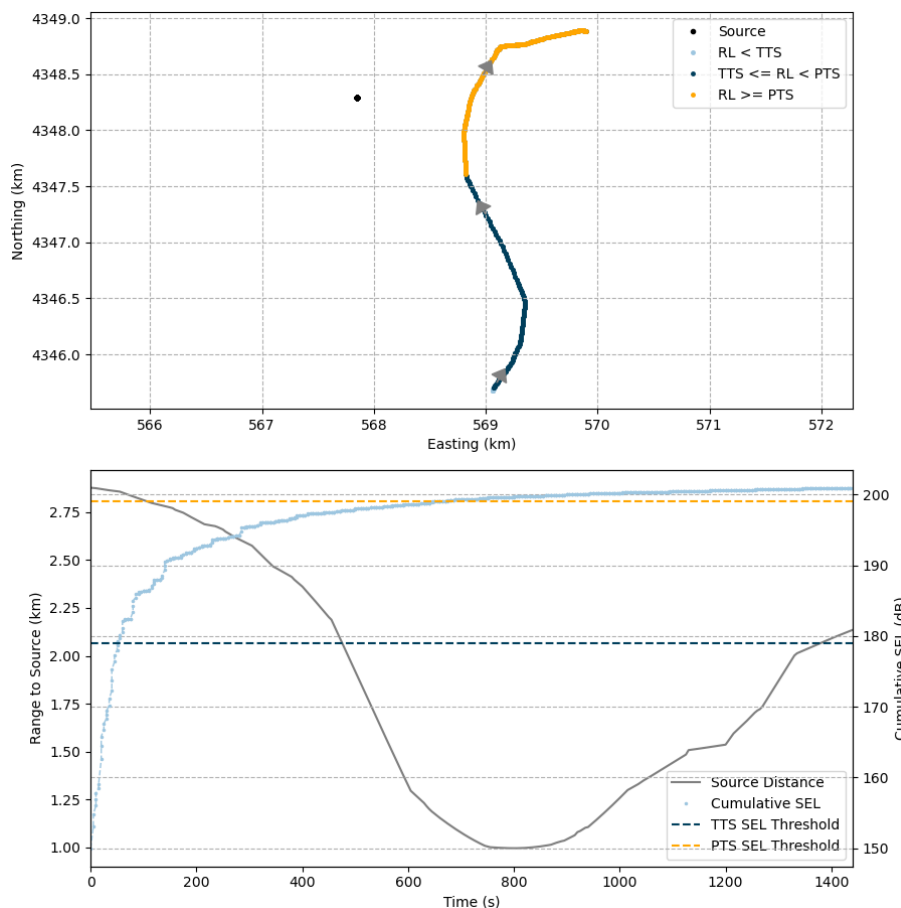 4349.0
4348.5
4348.0
4347.5
4347.0
4346.5
4346.0
Northing (km)
Source
RL < TTS
TTS <= RL < PTS
RL >= PTS
566
567
568
569
570
571
572
Easting (km)
2.75
2.50
2.25
2.00
1.75
1.50
1.25
1.00
Range to Source (km)
200
190
180
170
160
150
Cumulative SEL (dB)
Source Distance
Cumulative SEL
TTS SEL Threshold
PTS SEL Threshold
0
200
400
600
800
1000
1200
1400
Time (s)